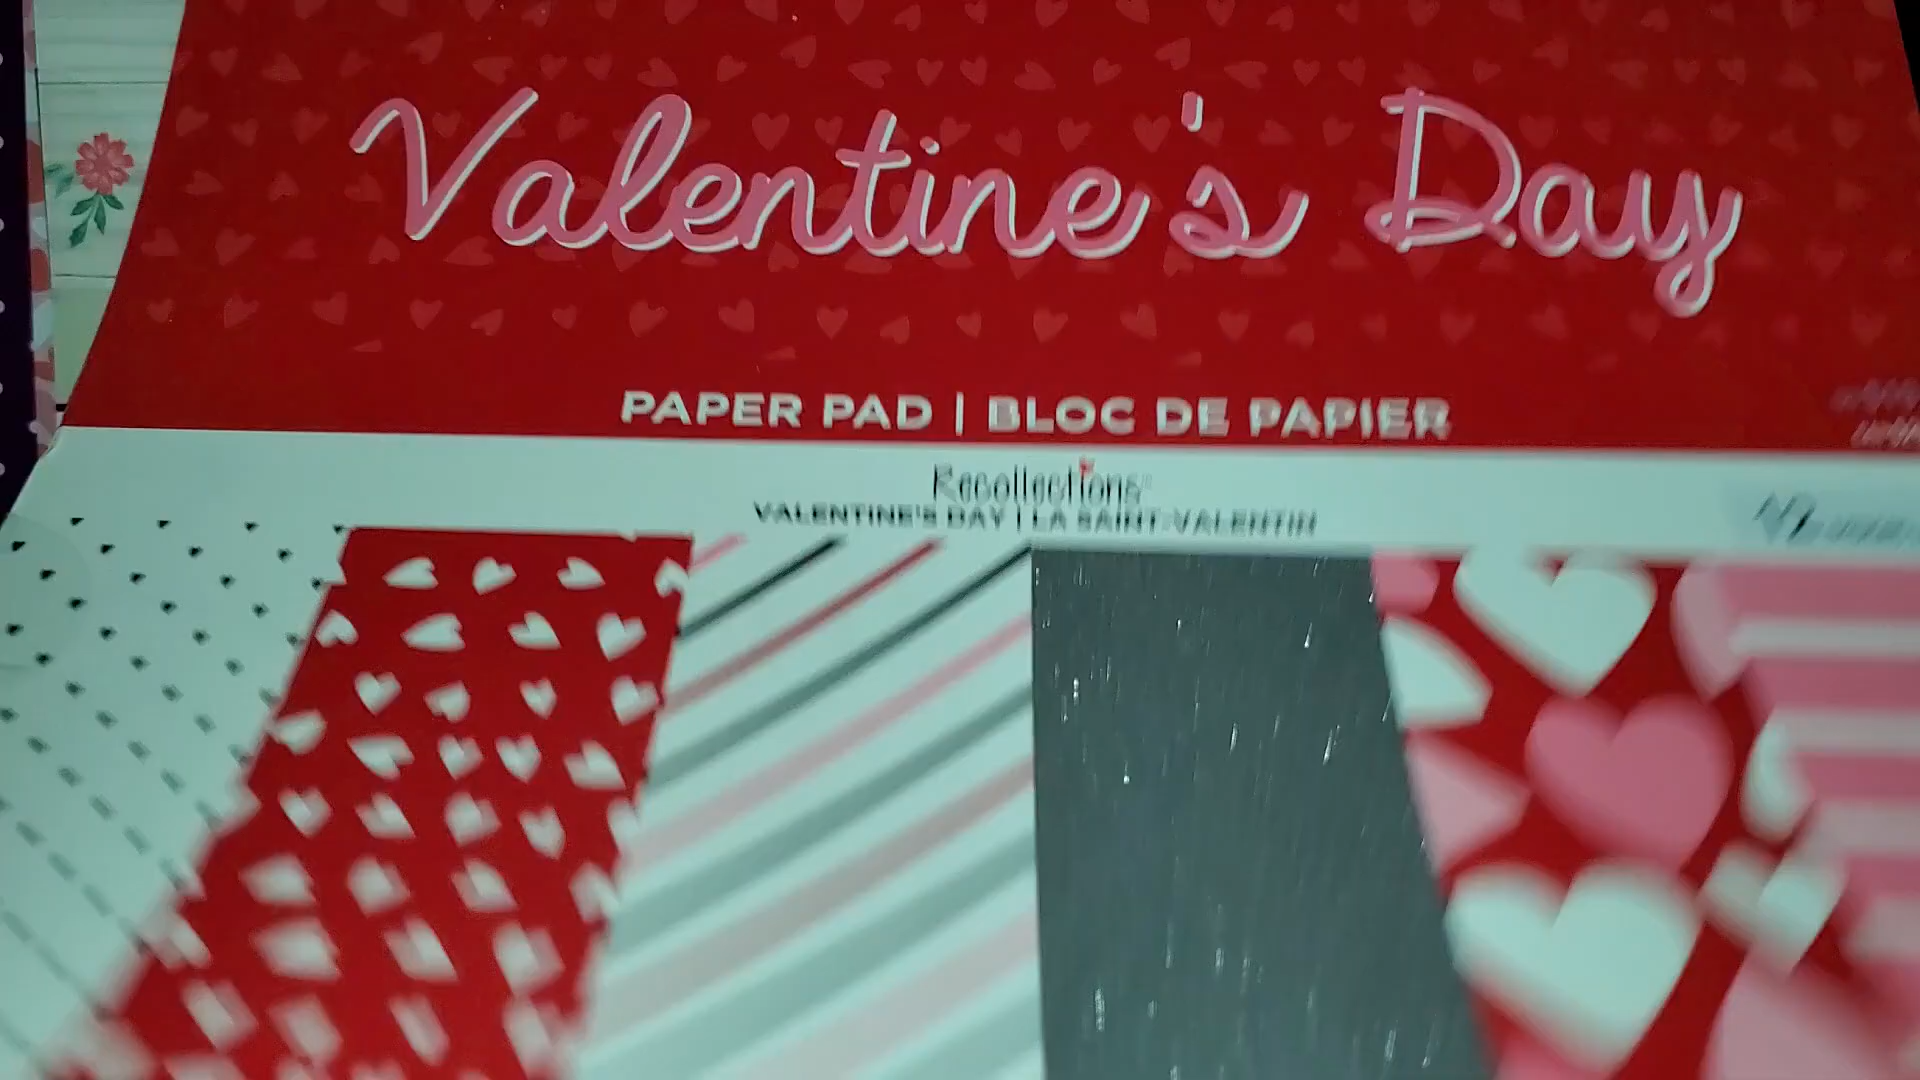 Valentine's Day
PAPER PAD | BLOC DE PAPIER
Recollections
VALENTINE'S DAY | LA SAINT-VALENTIN